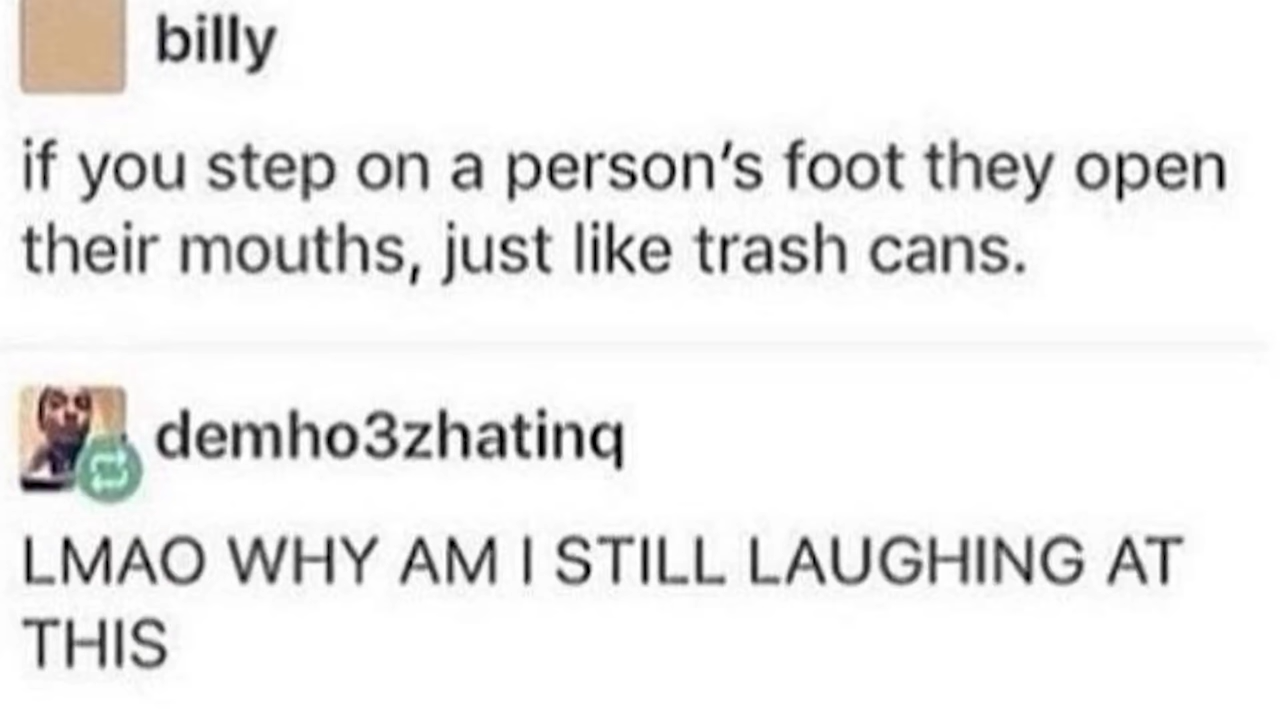 billy
if you step on a person's foot they open
their mouths, just like trash cans.
demho3zhatinq
LMAO WHY AM I STILL LAUGHING AT
THIS